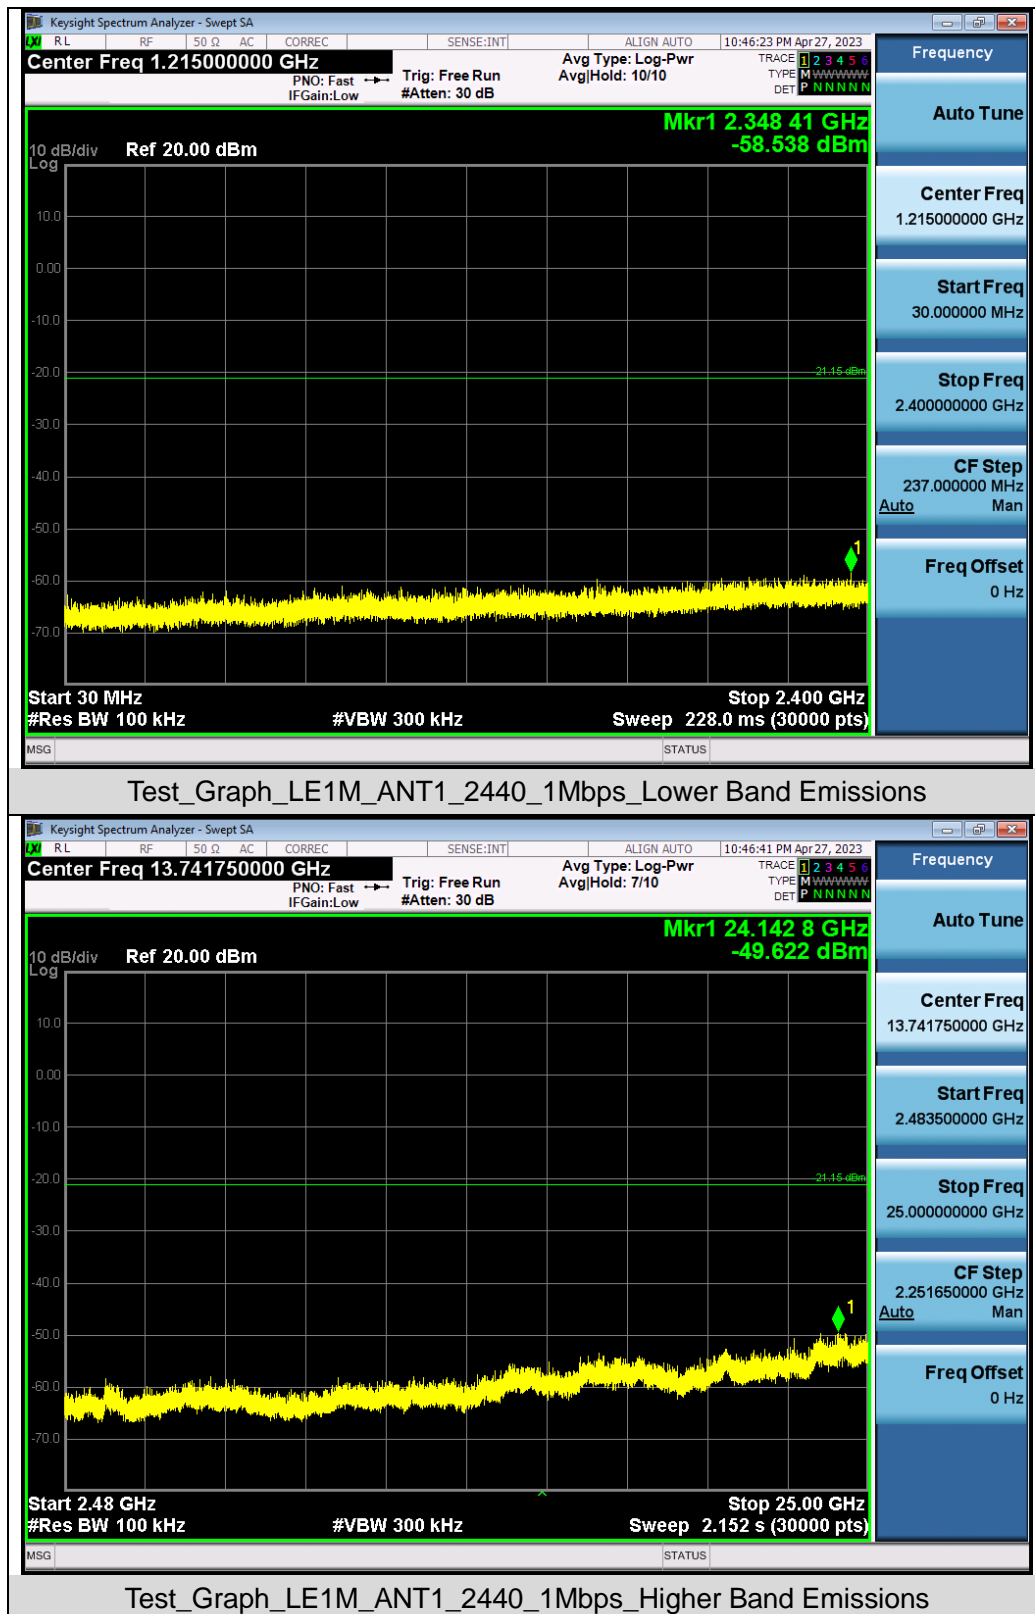 Keysight Spectrum Analyzer - Swept SA
LXI RL RF 50 Ω AC CORREC SENSE:INT ALIGN AUTO 10:46:23 PM Apr 27, 2023
Center Freq 1.215000000 GHz
PNO: Fast
IFGain:Low
Trig: Free Run
#Atten: 30 dB
Avg Type: Log-Pwr
Avg|Hold: 10/10
TRACE 1 2 3 4 5 6
TYPE M W W W W W
DET P N N N N N
Mkr1 2.348 41 GHz
-58.538 dBm
10 dB/div
Log
Ref 20.00 dBm
10.0
0.00
-10.0
-20.0
-21.15 dBm
-30.0
-40.0
-50.0
1
-60.0
-70.0
Start 30 MHz
Stop 2.400 GHz
#Res BW 100 kHz
#VBW 300 kHz
Sweep 228.0 ms (30000 pts)
MSG
STATUS
Frequency
Auto Tune
Center Freq
1.215000000 GHz
Start Freq
30.000000 MHz
Stop Freq
2.400000000 GHz
CF Step
237.000000 MHz
Auto Man
Freq Offset
0 Hz
Test_Graph_LE1M_ANT1_2440_1Mbps_Lower Band Emissions
Keysight Spectrum Analyzer - Swept SA
LXI RL RF 50 Ω AC CORREC SENSE:INT ALIGN AUTO 10:46:41 PM Apr 27, 2023
Center Freq 13.741750000 GHz
PNO: Fast
IFGain:Low
Trig: Free Run
#Atten: 30 dB
Avg Type: Log-Pwr
Avg|Hold: 7/10
TRACE 1 2 3 4 5 6
TYPE M W W W W W
DET P N N N N N
Mkr1 24.142 8 GHz
-49.622 dBm
10 dB/div
Log
Ref 20.00 dBm
10.0
0.00
-10.0
-20.0
-21.15 dBm
-30.0
-40.0
1
-50.0
-60.0
-70.0
Start 2.48 GHz
Stop 25.00 GHz
#Res BW 100 kHz
#VBW 300 kHz
Sweep 2.152 s (30000 pts)
MSG
STATUS
Frequency
Auto Tune
Center Freq
13.741750000 GHz
Start Freq
2.483500000 GHz
Stop Freq
25.000000000 GHz
CF Step
2.251650000 GHz
Auto Man
Freq Offset
0 Hz
Test_Graph_LE1M_ANT1_2440_1Mbps_Higher Band Emissions